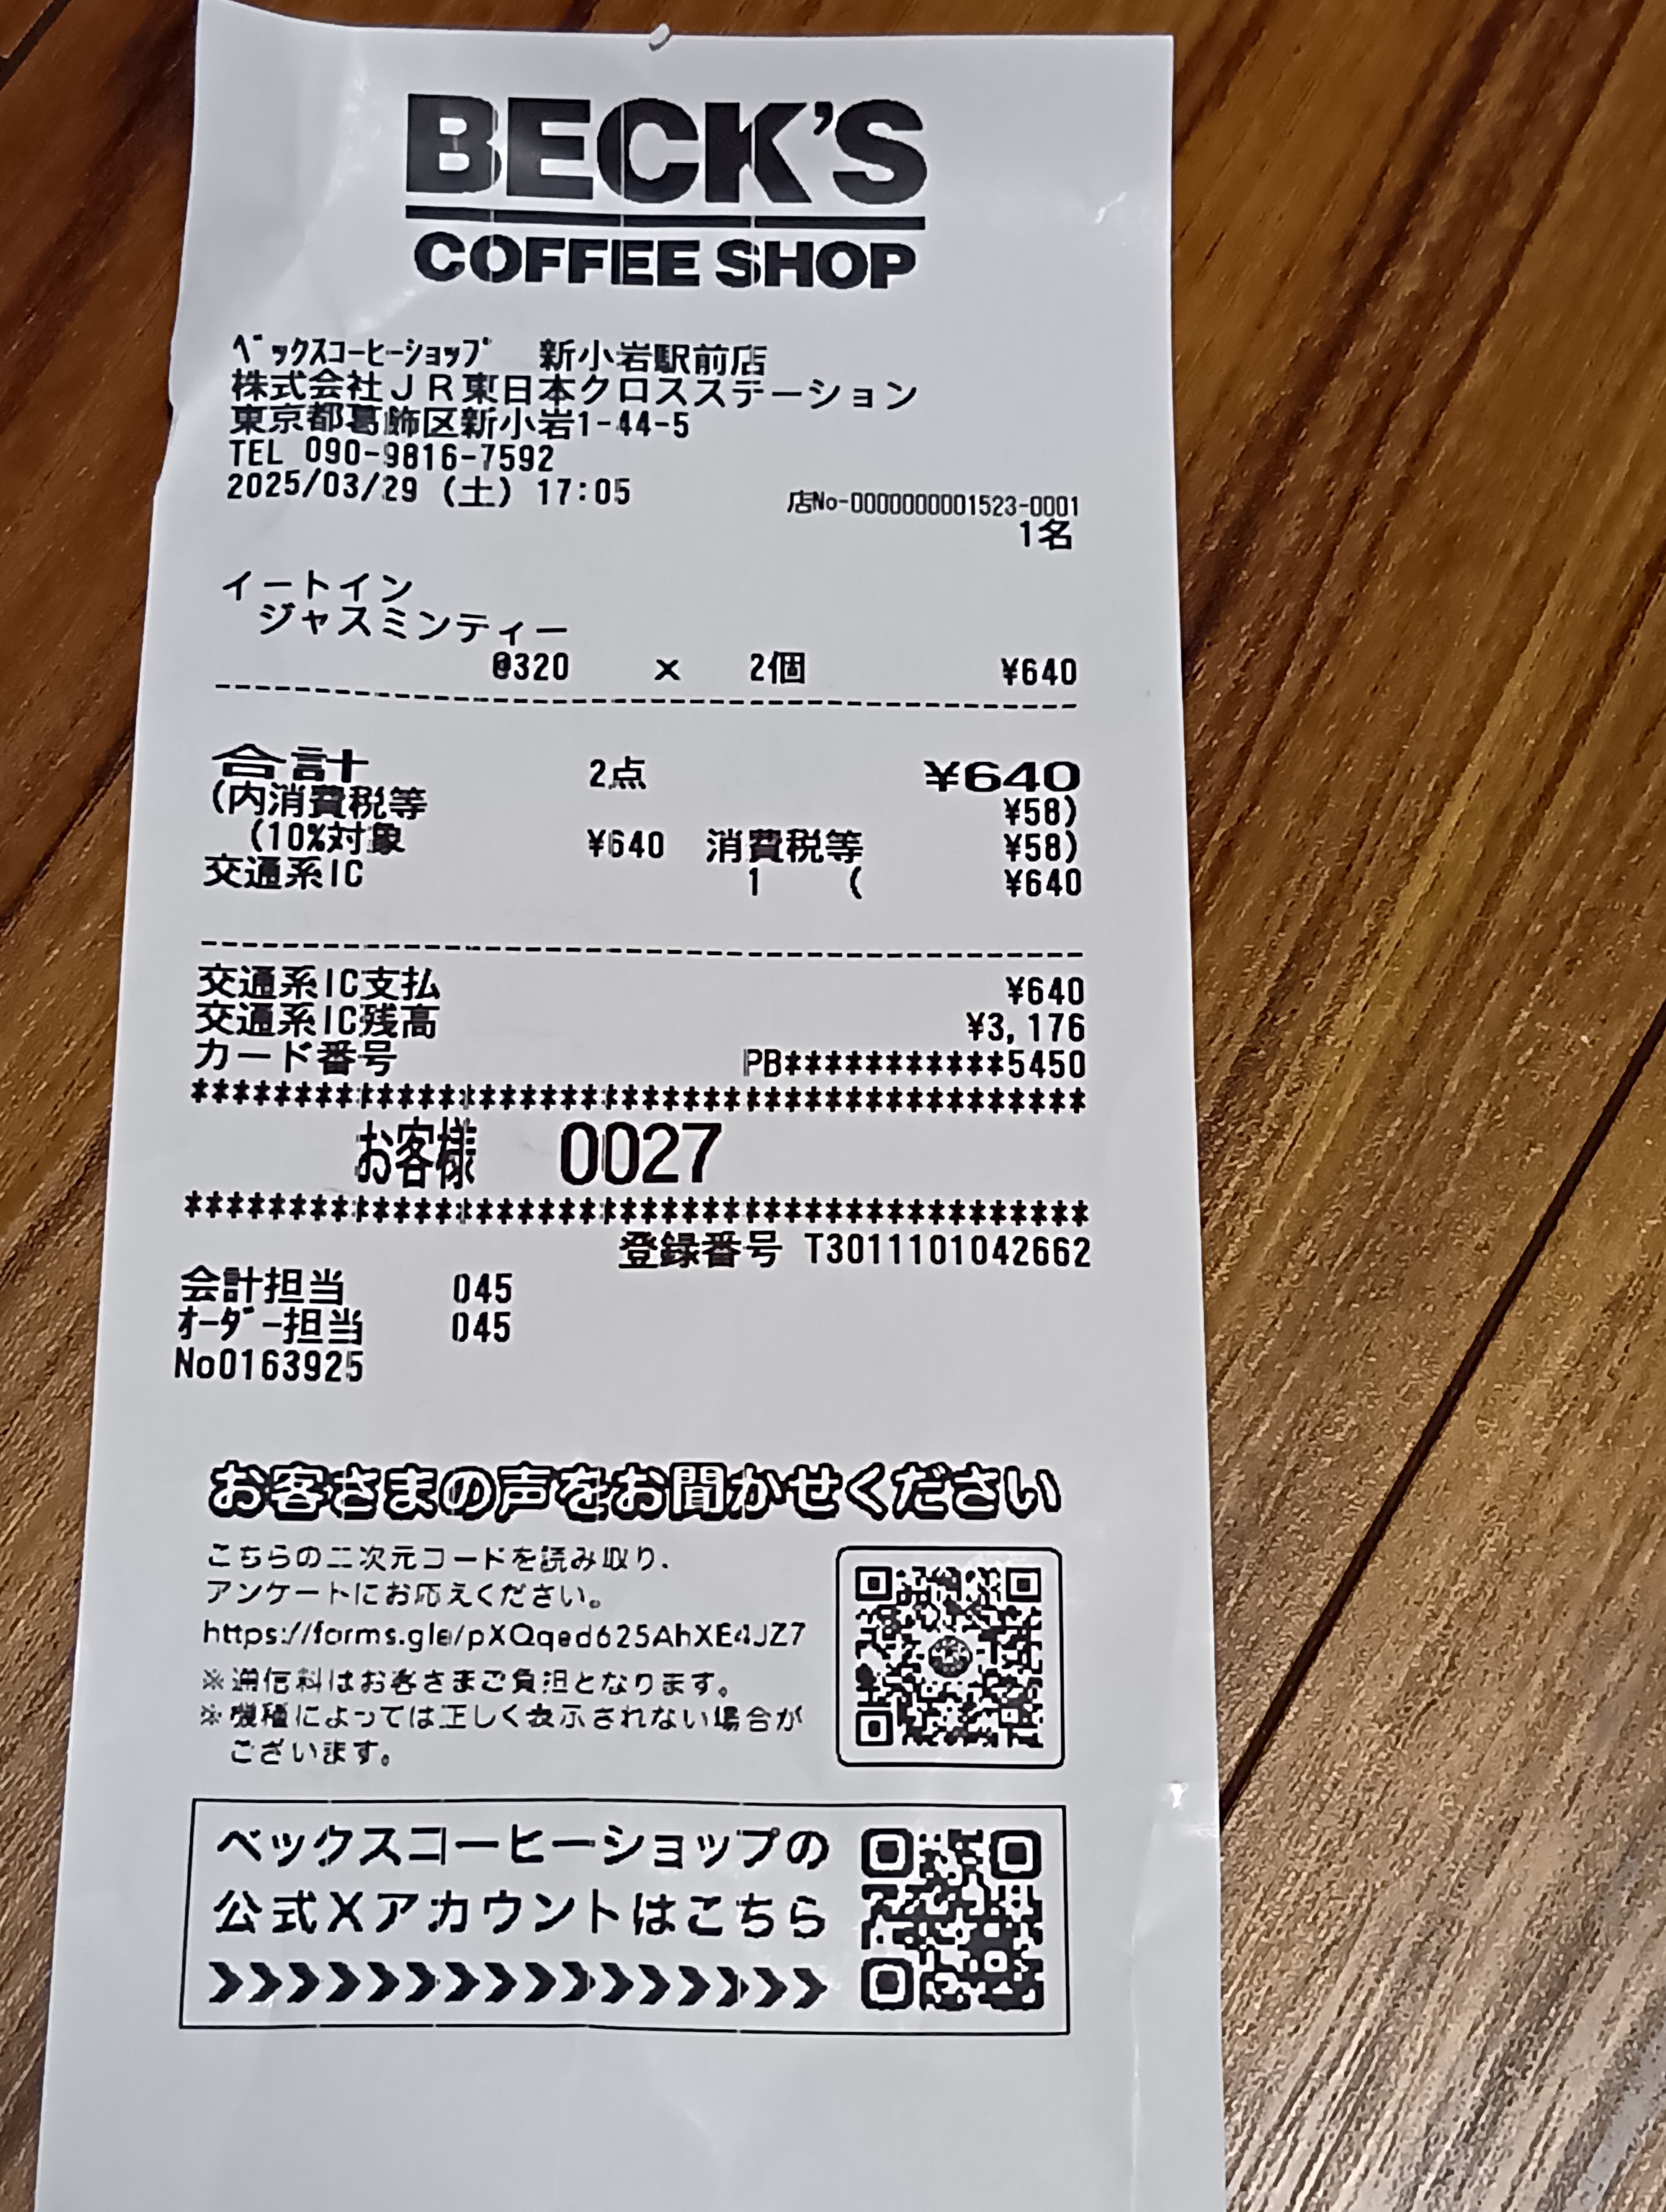 BECK'S
COFFEE SHOP
ベックスコーヒーショップ 新小岩駅前店
株式会社JR東日本クロスステーション
東京都葛飾区新小岩1-44-5
TEL 090-9816-7592
2025/03/29 (土) 17:05
店No-0000000001523-0001
1名
イートイン
ジャスミンティー
@320 × 2個 ¥640
合計 2点 ¥640
(内消費税等 ¥58)
(10%対象 ¥640 消費税等 ¥58)
交通系IC 1 ( ¥640
交通系IC支払 ¥640
交通系IC残高 ¥3,176
カード番号 PB***********5450
*******************************************
お客様 0027
*******************************************
登録番号 T3011101042662
会計担当 045
オーダー担当 045
No0163925
お客さまの声をお聞かせください
こちらの二次元コードを読み取り、
アンケートにお応えください。
https://forms.gle/pXQqed625AhXE4JZ7
※通信料はお客さまご負担となります。
※機種によっては正しく表示されない場合が
ございます。
ベックスコーヒーショップの
公式Xアカウントはこちら